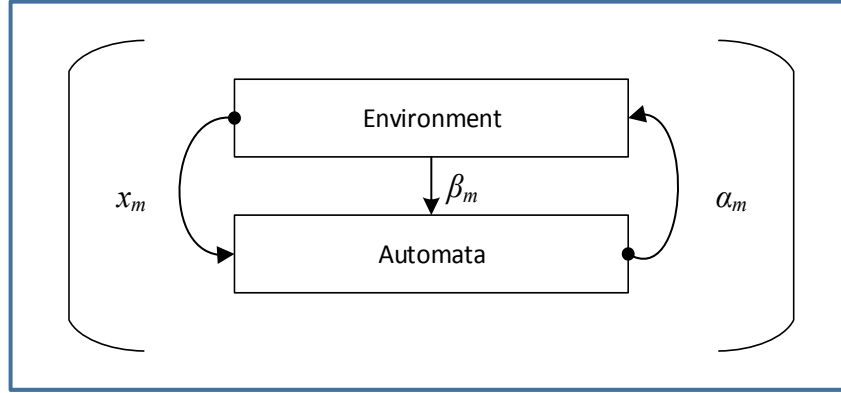 Environment
xₘ
βₘ
αₘ
Automata